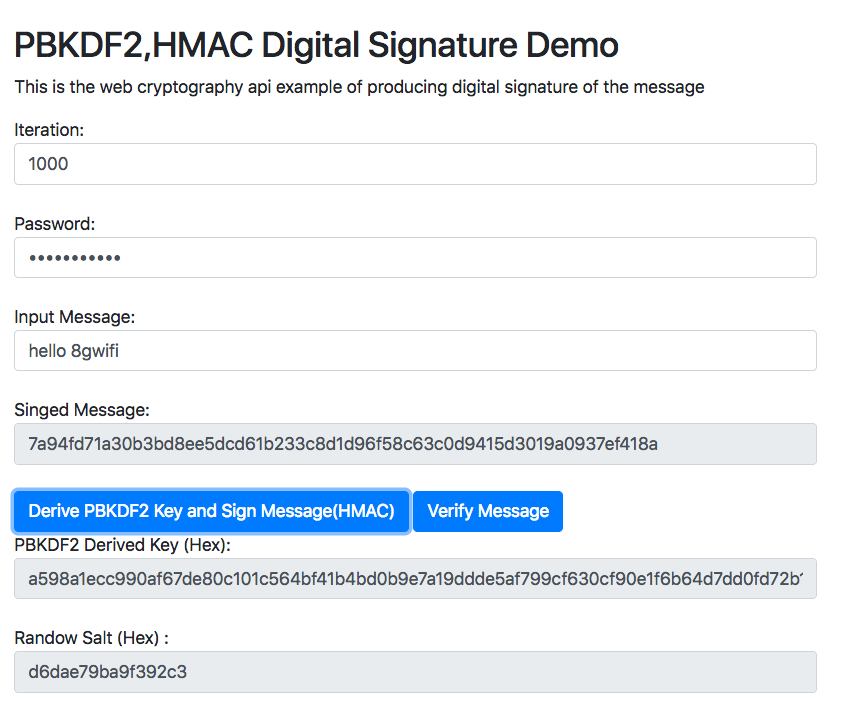 PBKDF2,HMAC Digital Signature Demo
This is the web cryptography api example of producing digital signature of the message
Iteration:
1000
Password:
•••••••••••
Input Message:
hello 8gwifi
Singed Message:
7a94fd71a30b3bd8ee5dcd61b233c8d1d96f58c63c0d9415d3019a0937ef418a
Derive PBKDF2 Key and Sign Message(HMAC) Verify Message
PBKDF2 Derived Key (Hex):
a598a1ecc990af67de80c101c564bf41b4bd0b9e7a19ddde5af799cf630cf90e1f6b64d7dd0fd72b
Randow Salt (Hex) :
d6dae79ba9f392c3